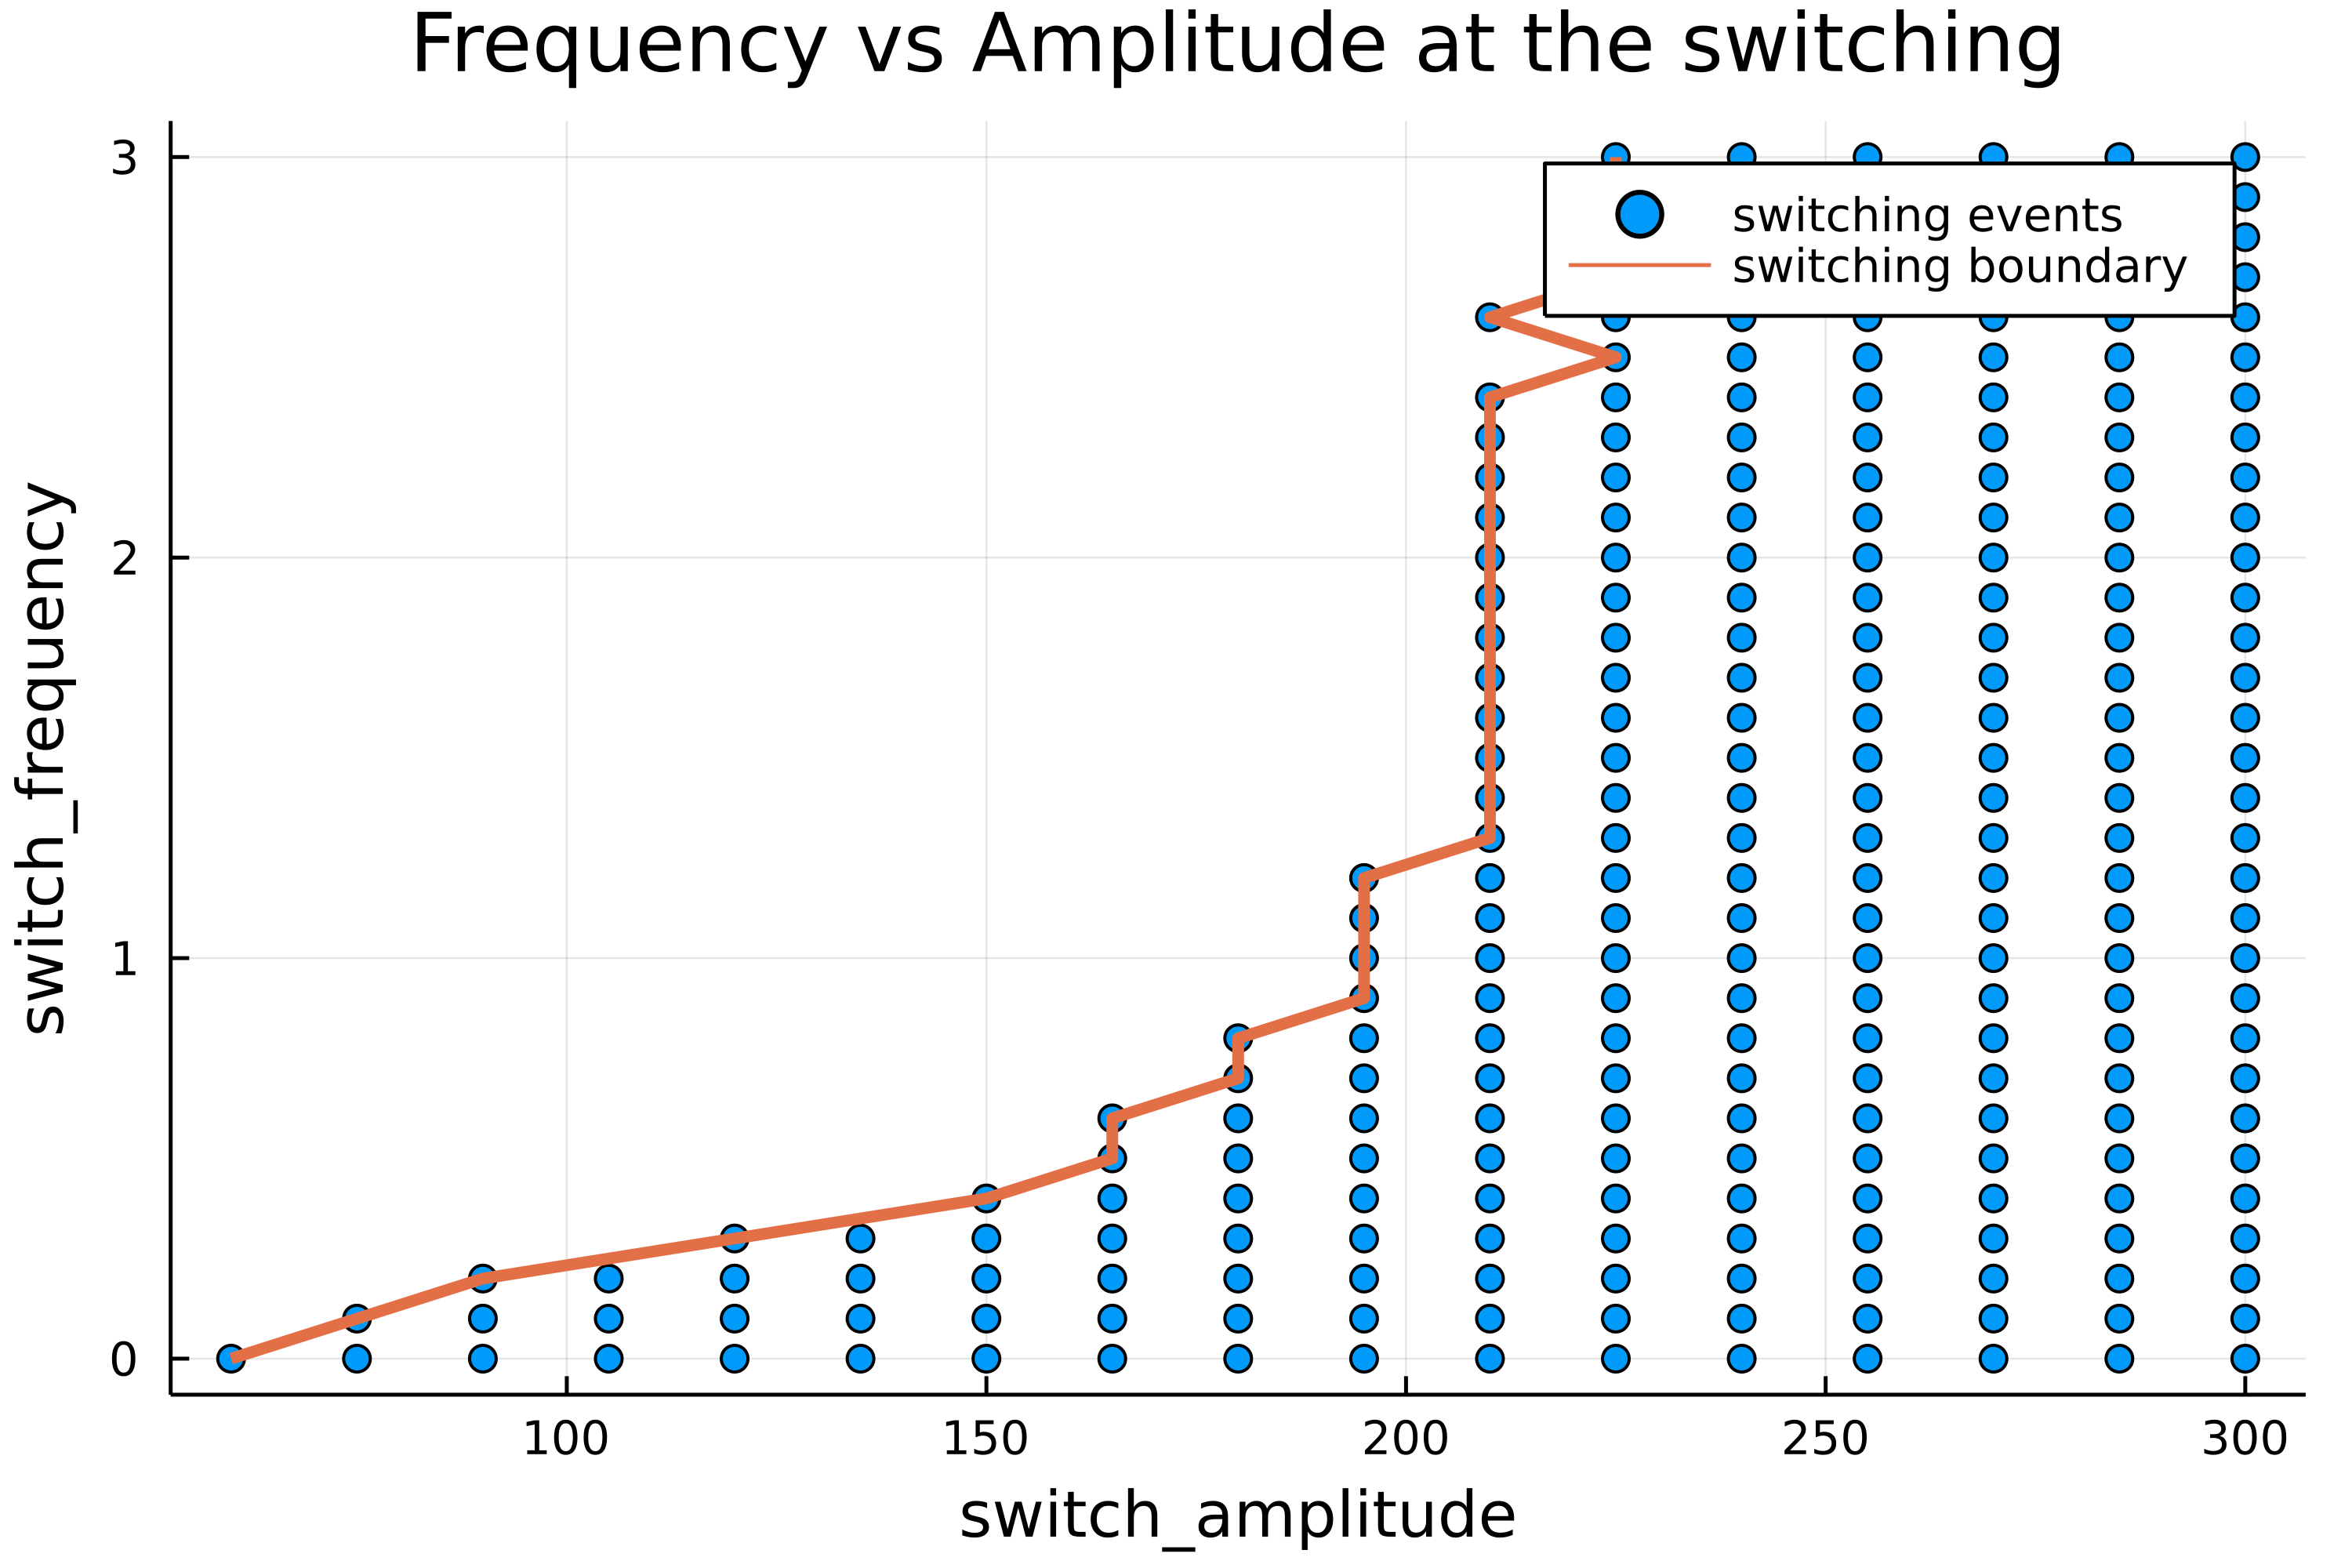 Frequency vs Amplitude at the switching
switching events
switching boundary
switch_frequency
3
2
1
0
100 150 200 250 300
switch_amplitude